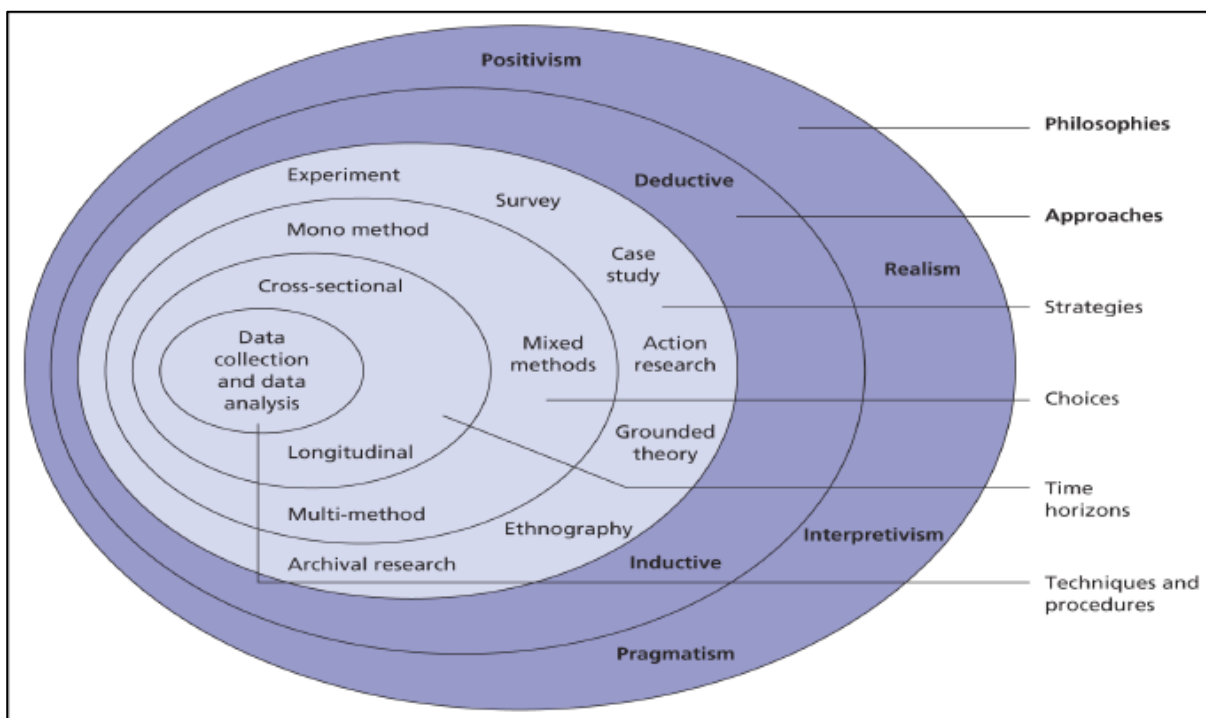 Positivism
Philosophies
Experiment
Deductive
Survey
Approaches
Mono method
Case
study
Realism
Cross-sectional
Strategies
Data
collection
and data
analysis
Mixed
methods
Action
research
Choices
Longitudinal
Grounded
theory
Time
horizons
Multi-method
Ethnography
Interpretivism
Archival research
Inductive
Techniques and
procedures
Pragmatism